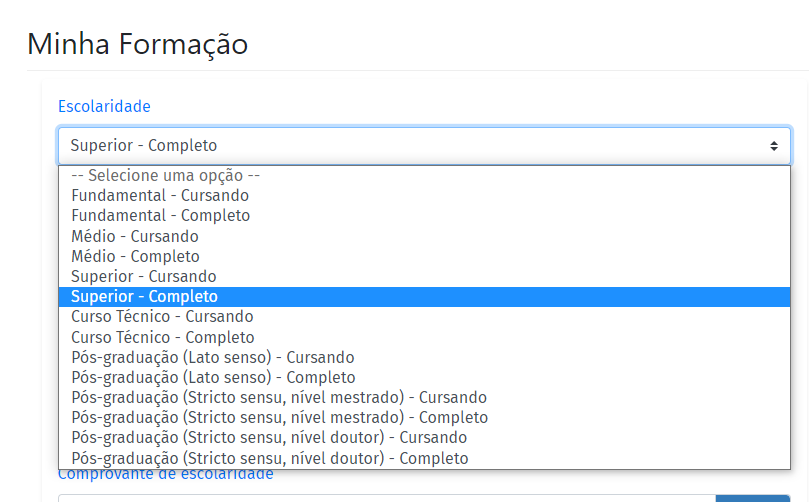 Minha Formação
Escolaridade
Superior - Completo
-- Selecione uma opção --
Fundamental - Cursando
Fundamental - Completo
Médio - Cursando
Médio - Completo
Superior - Cursando
Superior - Completo
Curso Técnico - Cursando
Curso Técnico - Completo
Pós-graduação (Lato senso) - Cursando
Pós-graduação (Lato senso) - Completo
Pós-graduação (Stricto sensu, nível mestrado) - Cursando
Pós-graduação (Stricto sensu, nível mestrado) - Completo
Pós-graduação (Stricto sensu, nível doutor) - Cursando
Pós-graduação (Stricto sensu, nível doutor) - Completo
Comprovante de escolaridade